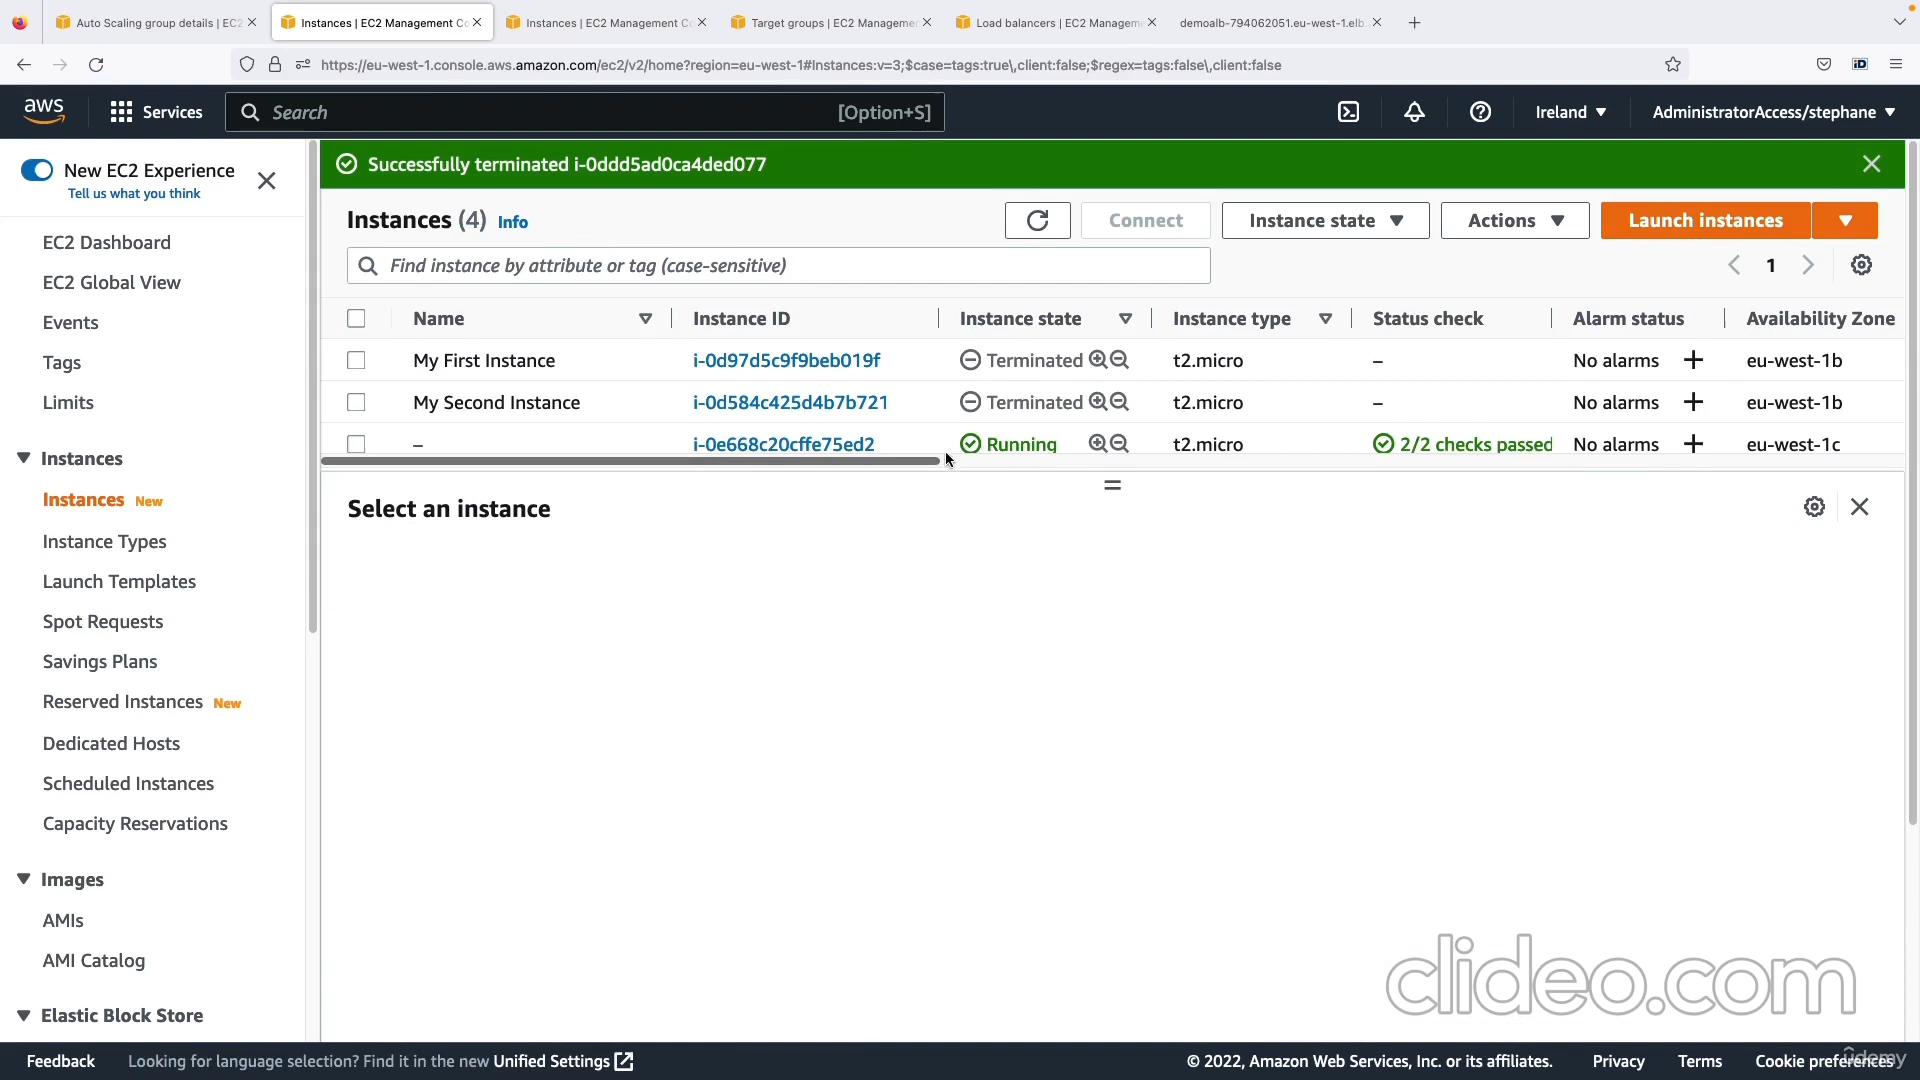 Auto Scaling group details | EC2
Instances | EC2 Management Co
Instances | EC2 Management Co
Target groups | EC2 Manageme
Load balancers | EC2 Managem
demoalb-794062051.eu-west-1.elb.
https://eu-west-1.console.aws.amazon.com/ec2/v2/home?region=eu-west-1#Instances:v=3;$case=tags:true\,client:false;$regex=tags:false\,client:false
aws
Services
Search
[Option+S]
Ireland
AdministratorAccess/stephane
New EC2 Experience
Tell us what you think
EC2 Dashboard
EC2 Global View
Events
Tags
Limits
Instances
Instances New
Instance Types
Launch Templates
Spot Requests
Savings Plans
Reserved Instances New
Dedicated Hosts
Scheduled Instances
Capacity Reservations
Images
AMIs
AMI Catalog
Elastic Block Store
Successfully terminated i-0ddd5ad0ca4ded077
Instances (4) Info
Connect
Instance state
Actions
Launch instances
Find instance by attribute or tag (case-sensitive)
1
Name Instance ID Instance state Instance type Status check Alarm status Availability Zone
My First Instance i-0d97d5c9f9beb019f Terminated t2.micro – No alarms + eu-west-1b
My Second Instance i-0d584c425d4b7b721 Terminated t2.micro – No alarms + eu-west-1b
– i-0e668c20cffe75ed2 Running t2.micro 2/2 checks passed No alarms + eu-west-1c
Select an instance
clideo.com
Feedback Looking for language selection? Find it in the new Unified Settings © 2022, Amazon Web Services, Inc. or its affiliates. Privacy Terms Cookie preferences
udemy